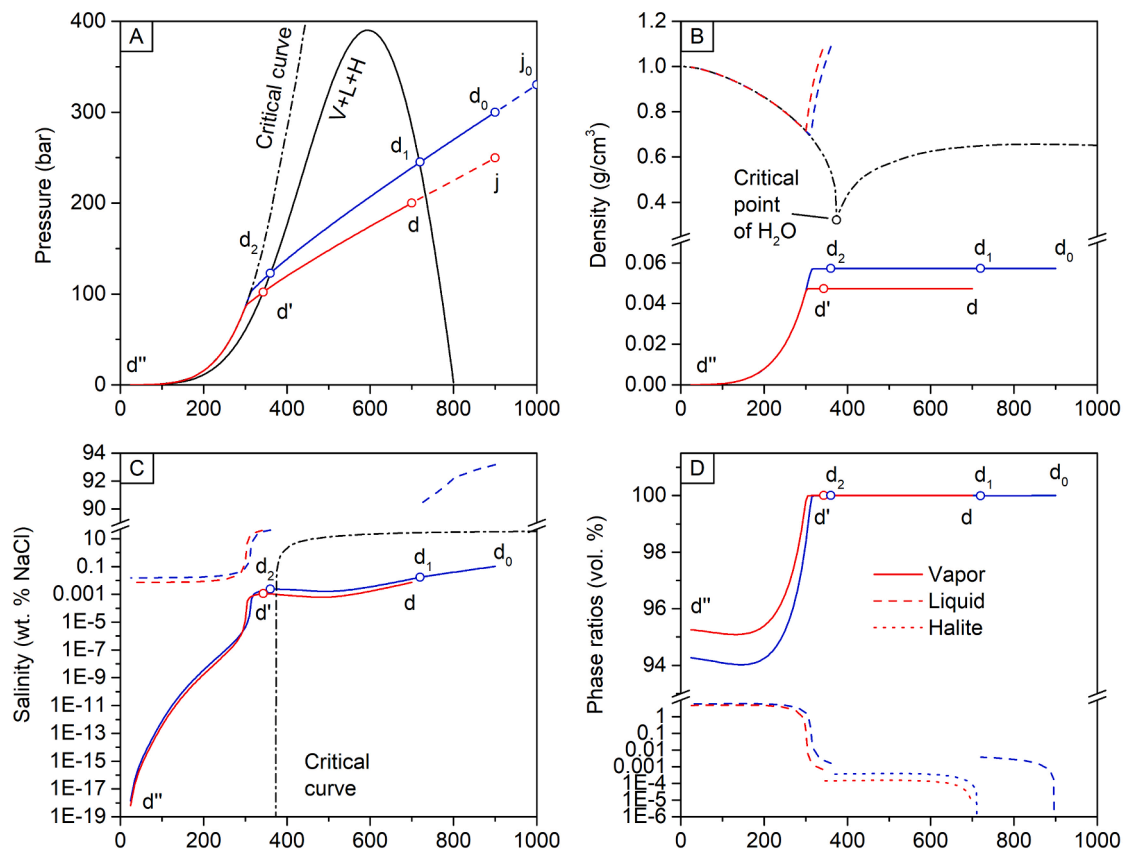 A
400
300
200
100
0
Pressure (bar)
Critical curve
V+L+H
j₀
d₀
d₁
j
d
d₂
d'
d''
0 200 400 600 800 1000
B
1.2
1.0
0.8
0.6
0.4
0.06
0.04
0.02
0.00
Density (g/cm³)
Critical
point
of H₂O
d₂ d₁ d₀
d' d
d''
0 200 400 600 800 1000
C
94
92
90
10
0.1
0.001
1E-5
1E-7
1E-9
1E-11
1E-13
1E-15
1E-17
1E-19
Salinity (wt. % NaCl)
d₂
d₁
d₀
d'
d
d''
Critical
curve
0 200 400 600 800 1000
D
100
98
96
94
1
0.1
0.001
1E-4
1E-6
Phase ratios (vol. %)
d₂ d₁ d₀
d' d
d''
Vapor
Liquid
Halite
0 200 400 600 800 1000